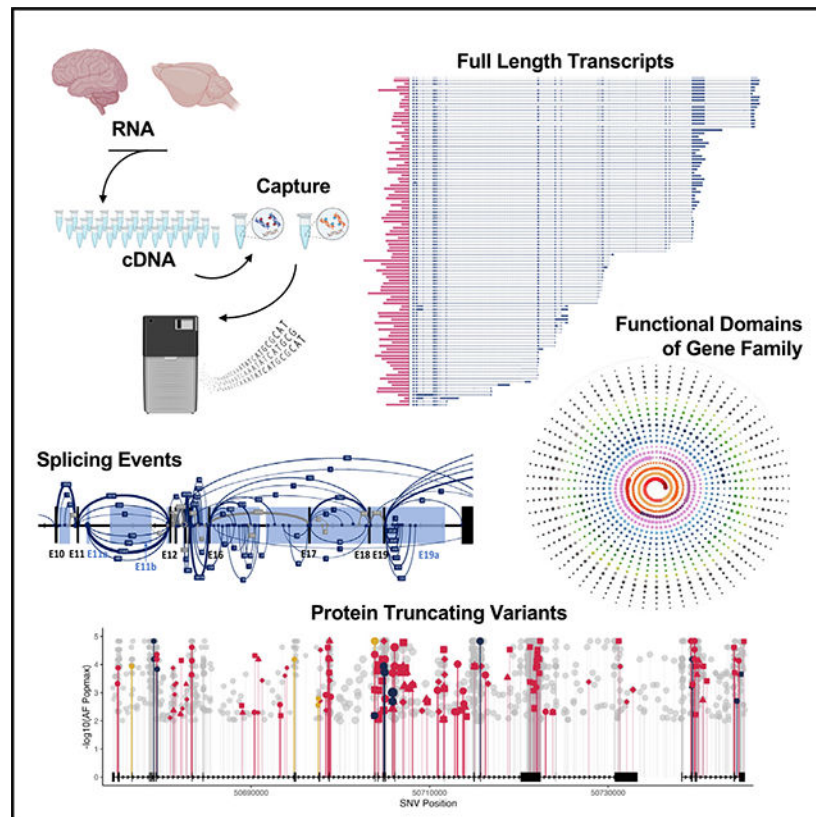 Full Length Transcripts
RNA
Capture
cDNA
Functional Domains
of Gene Family
Splicing Events
E10
E11
E11a
E11b
E12
E16
E17
E18
E19
E19a
Protein Truncating Variants
-log10(AF Popmax)
5
4
3
2
1
0
50690000
50710000
50730000
SNV Position